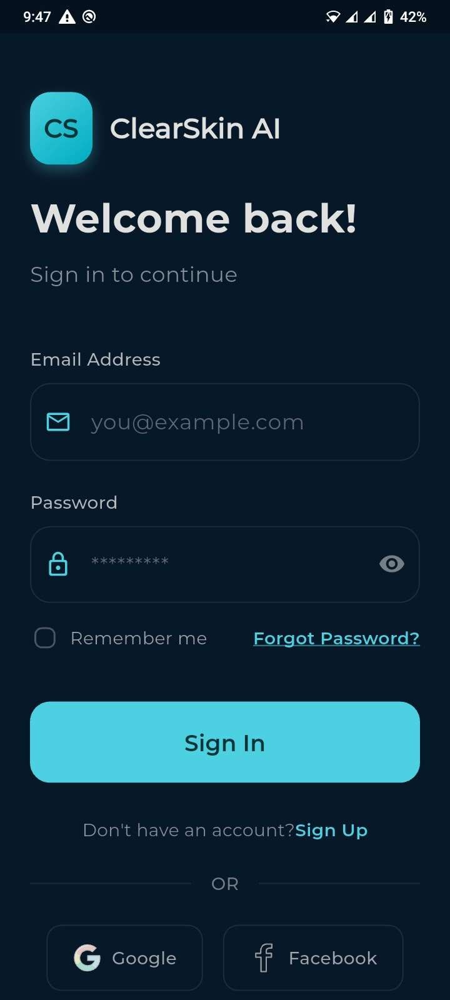 9:47 42%
CS ClearSkin AI
Welcome back!
Sign in to continue
Email Address
you@example.com
Password
*********
Remember me Forgot Password?
Sign In
Don't have an account?Sign Up
OR
Google Facebook